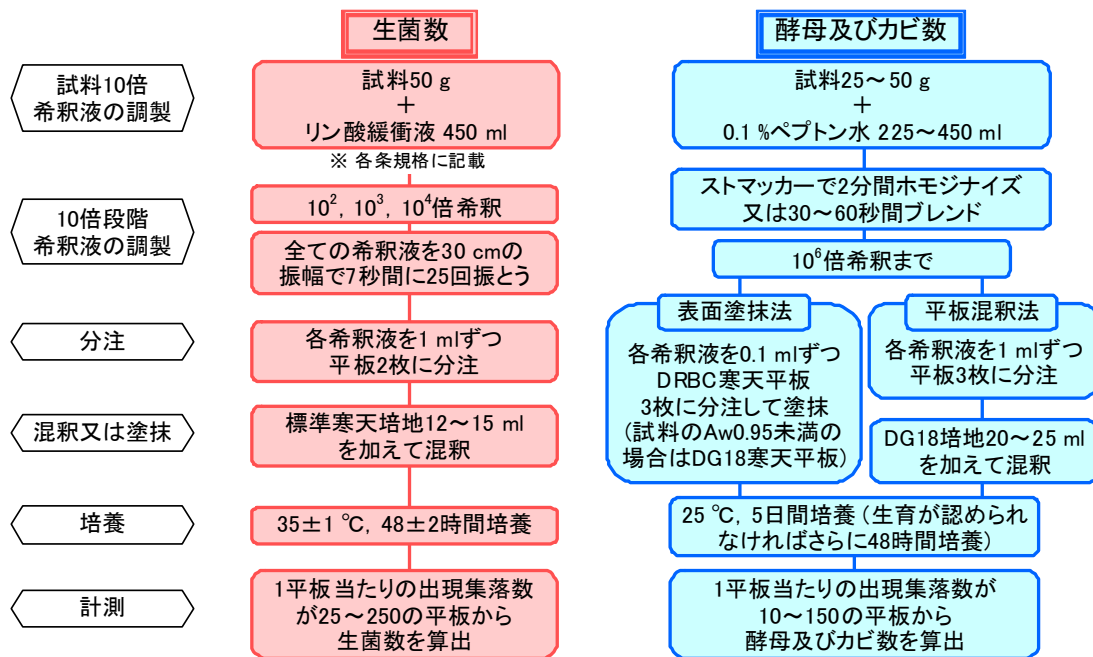 生菌数
酵母及びカビ数
試料10倍
希釈液の調製
試料50 g
+
リン酸緩衝液 450 ml
※ 各条規格に記載
試料25～50 g
+
0.1 %ペプトン水 225～450 ml
10倍段階
希釈液の調製
10², 10³, 10⁴倍希釈
全ての希釈液を30 cmの
振幅で7秒間に25回振とう
ストマッカーで2分間ホモジナイズ
又は30～60秒間ブレンド
10⁶倍希釈まで
分注
各希釈液を1 mlずつ
平板2枚に分注
表面塗抹法
各希釈液を0.1 mlずつ
DRBC寒天平板
3枚に分注して塗抹
(試料のAw0.95未満の
場合はDG18寒天平板)
平板混釈法
各希釈液を1 mlずつ
平板3枚に分注
混釈又は塗抹
標準寒天培地12～15 ml
を加えて混釈
DG18培地20～25 ml
を加えて混釈
培養
35±1 ℃, 48±2時間培養
25 ℃, 5日間培養 (生育が認められ
なければさらに48時間培養)
計測
1平板当たりの出現集落数
が25～250の平板から
生菌数を算出
1平板当たりの出現集落数が
10～150の平板から
酵母及びカビ数を算出